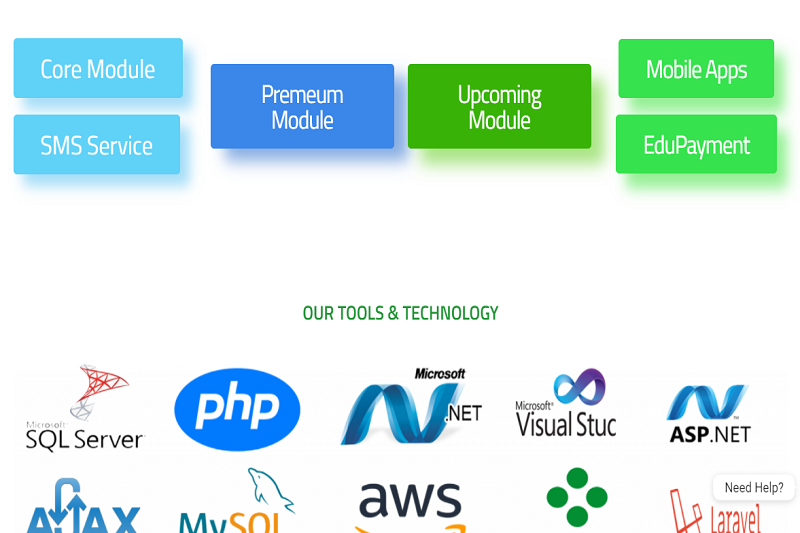 Core Module
SMS Service
Premeum
Module
Upcoming
Module
Mobile Apps
EduPayment
OUR TOOLS & TECHNOLOGY
Microsoft
SQL Server
php
Microsoft
.NET
Microsoft
Visual Stuc
ASP.NET
AJAX
MySQL
aws
Laravel
Need Help?